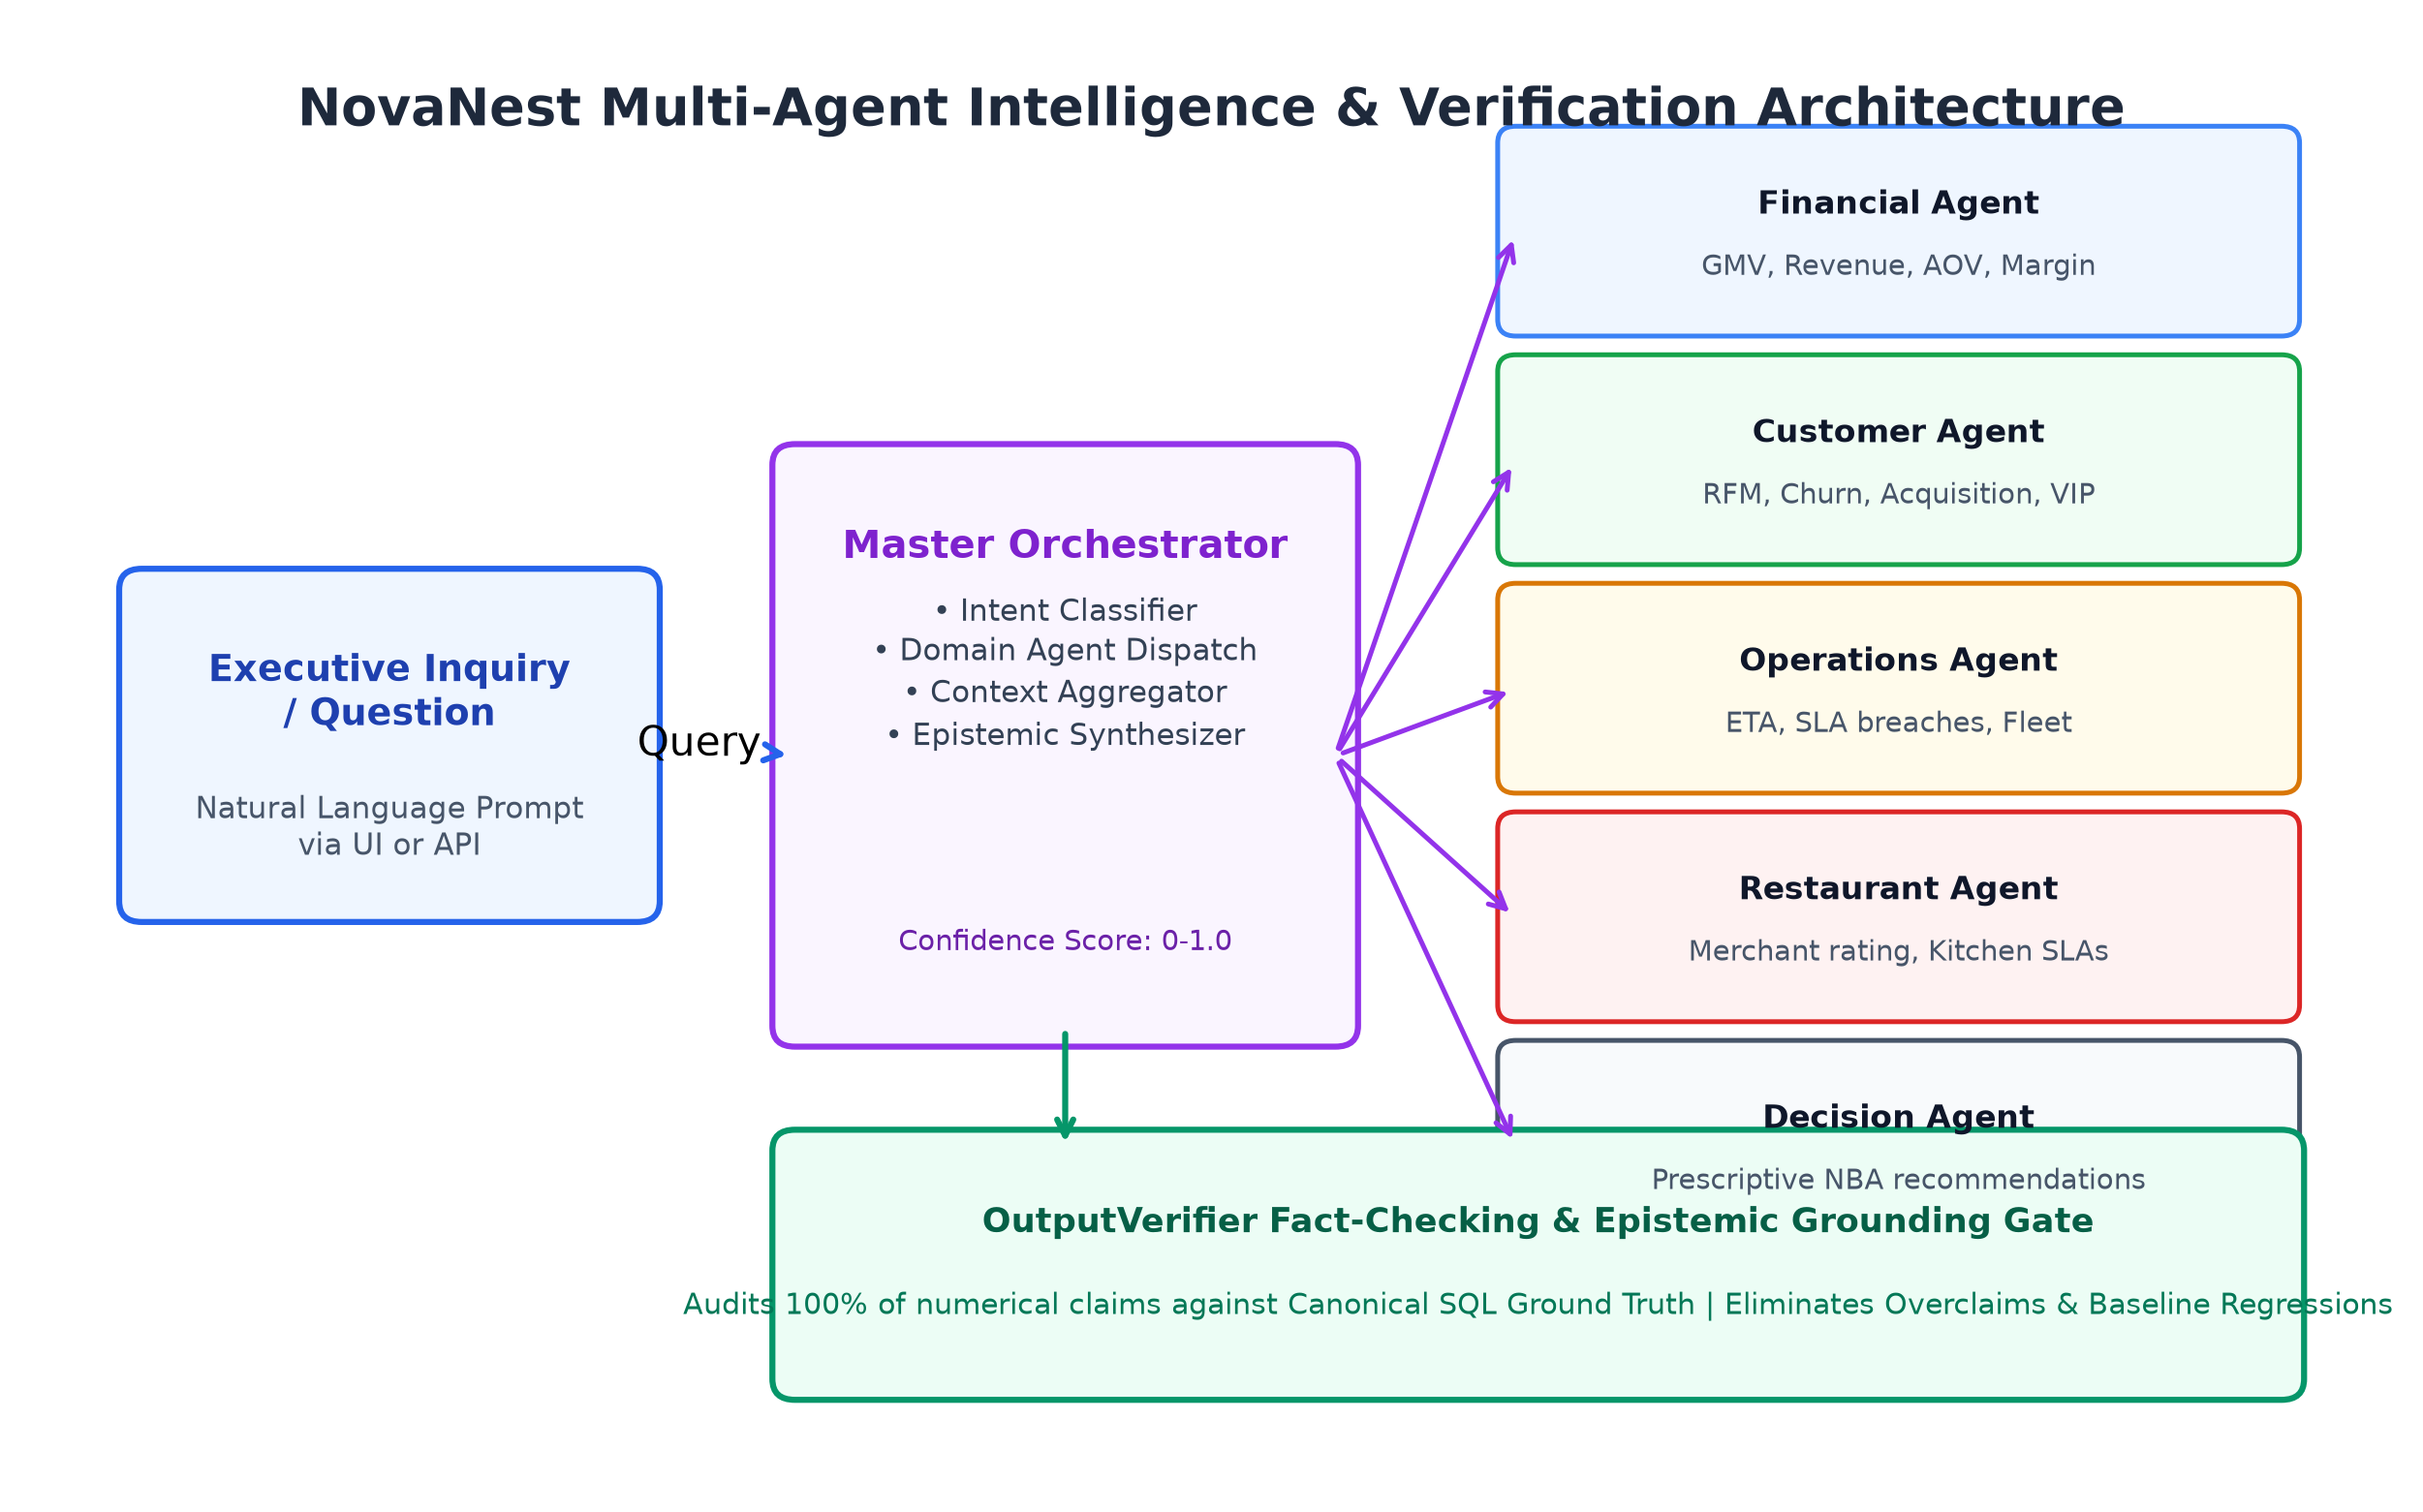 NovaNest Multi-Agent Intelligence & Verification Architecture
Executive Inquiry
/ Question
Natural Language Prompt
via UI or API
Query
Master Orchestrator
• Intent Classifier
• Domain Agent Dispatch
• Context Aggregator
• Epistemic Synthesizer
Confidence Score: 0-1.0
Financial Agent
GMV, Revenue, AOV, Margin
Customer Agent
RFM, Churn, Acquisition, VIP
Operations Agent
ETA, SLA breaches, Fleet
Restaurant Agent
Merchant rating, Kitchen SLAs
Decision Agent
Prescriptive NBA recommendations
OutputVerifier Fact-Checking & Epistemic Grounding Gate
Audits 100% of numerical claims against Canonical SQL Ground Truth | Eliminates Overclaims & Baseline Regressions